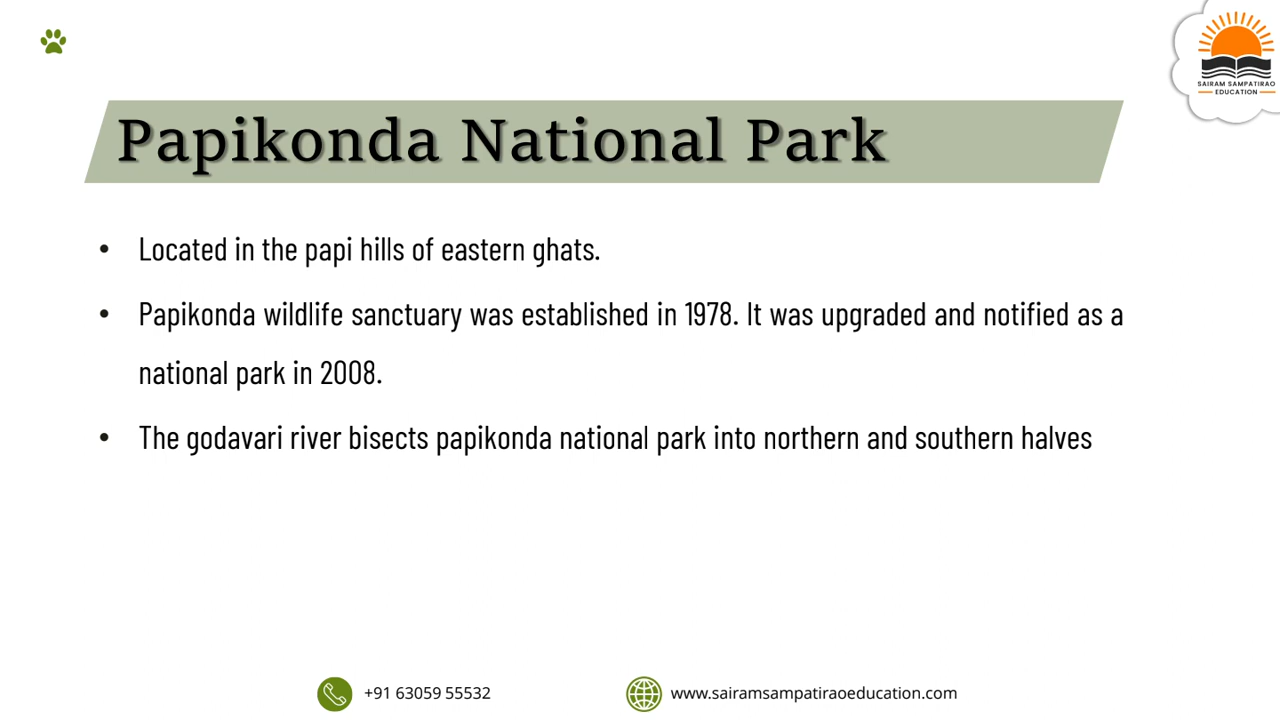 SAIRAM SAMPATIRAO
EDUCATION
Papikonda National Park
• Located in the papi hills of eastern ghats.
• Papikonda wildlife sanctuary was established in 1978. It was upgraded and notified as a
national park in 2008.
• The godavari river bisects papikonda national park into northern and southern halves
+91 63059 55532
www.sairamsampatiraoeducation.com